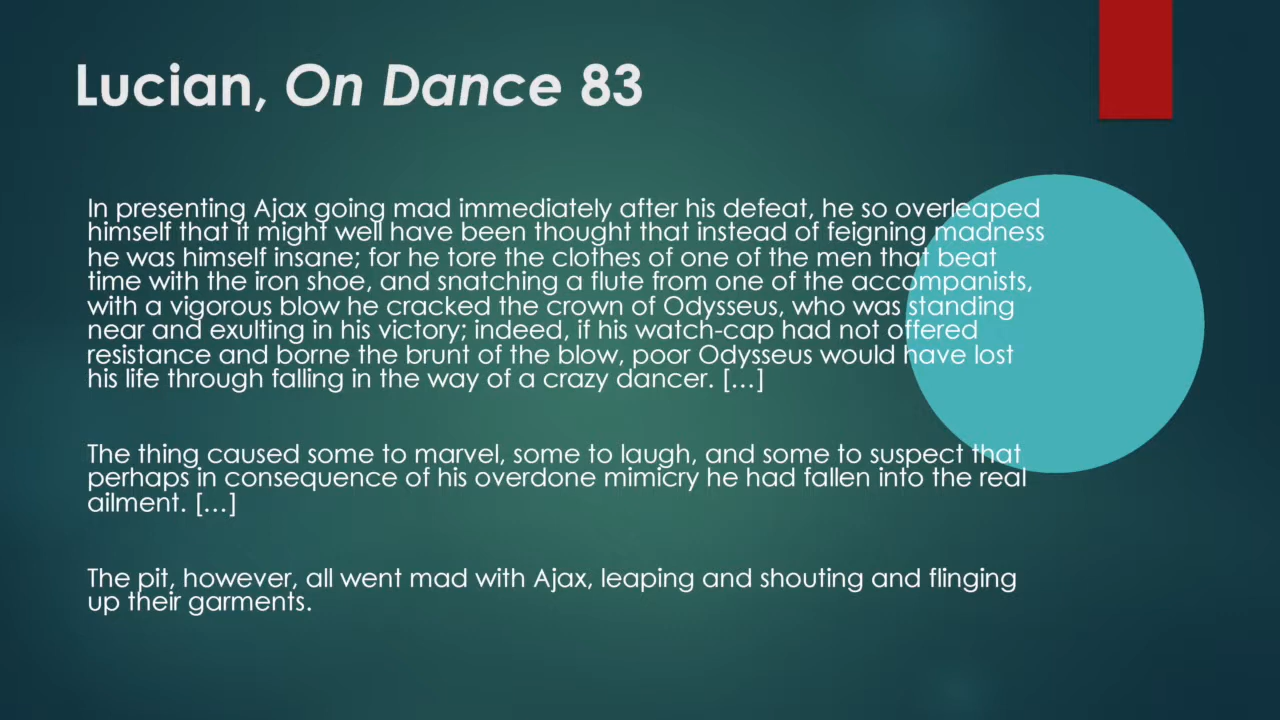 Lucian, On Dance 83
In presenting Ajax going mad immediately after his defeat, he so overleaped
himself that it might well have been thought that instead of feigning madness
he was himself insane; for he tore the clothes of one of the men that beat
time with the iron shoe, and snatching a flute from one of the accompanists,
with a vigorous blow he cracked the crown of Odysseus, who was standing
near and exulting in his victory; indeed, if his watch-cap had not offered
resistance and borne the brunt of the blow, poor Odysseus would have lost
his life through falling in the way of a crazy dancer. […]
The thing caused some to marvel, some to laugh, and some to suspect that
perhaps in consequence of his overdone mimicry he had fallen into the real
ailment. […]
The pit, however, all went mad with Ajax, leaping and shouting and flinging
up their garments.